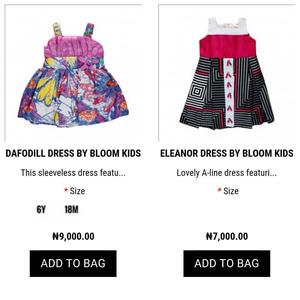 DAFODILL DRESS BY BLOOM KIDS
This sleeveless dress featu...
* Size
6Y 18M
₦9,000.00
ADD TO BAG
ELEANOR DRESS BY BLOOM KIDS
Lovely A-line dress featuri...
* Size
₦7,000.00
ADD TO BAG